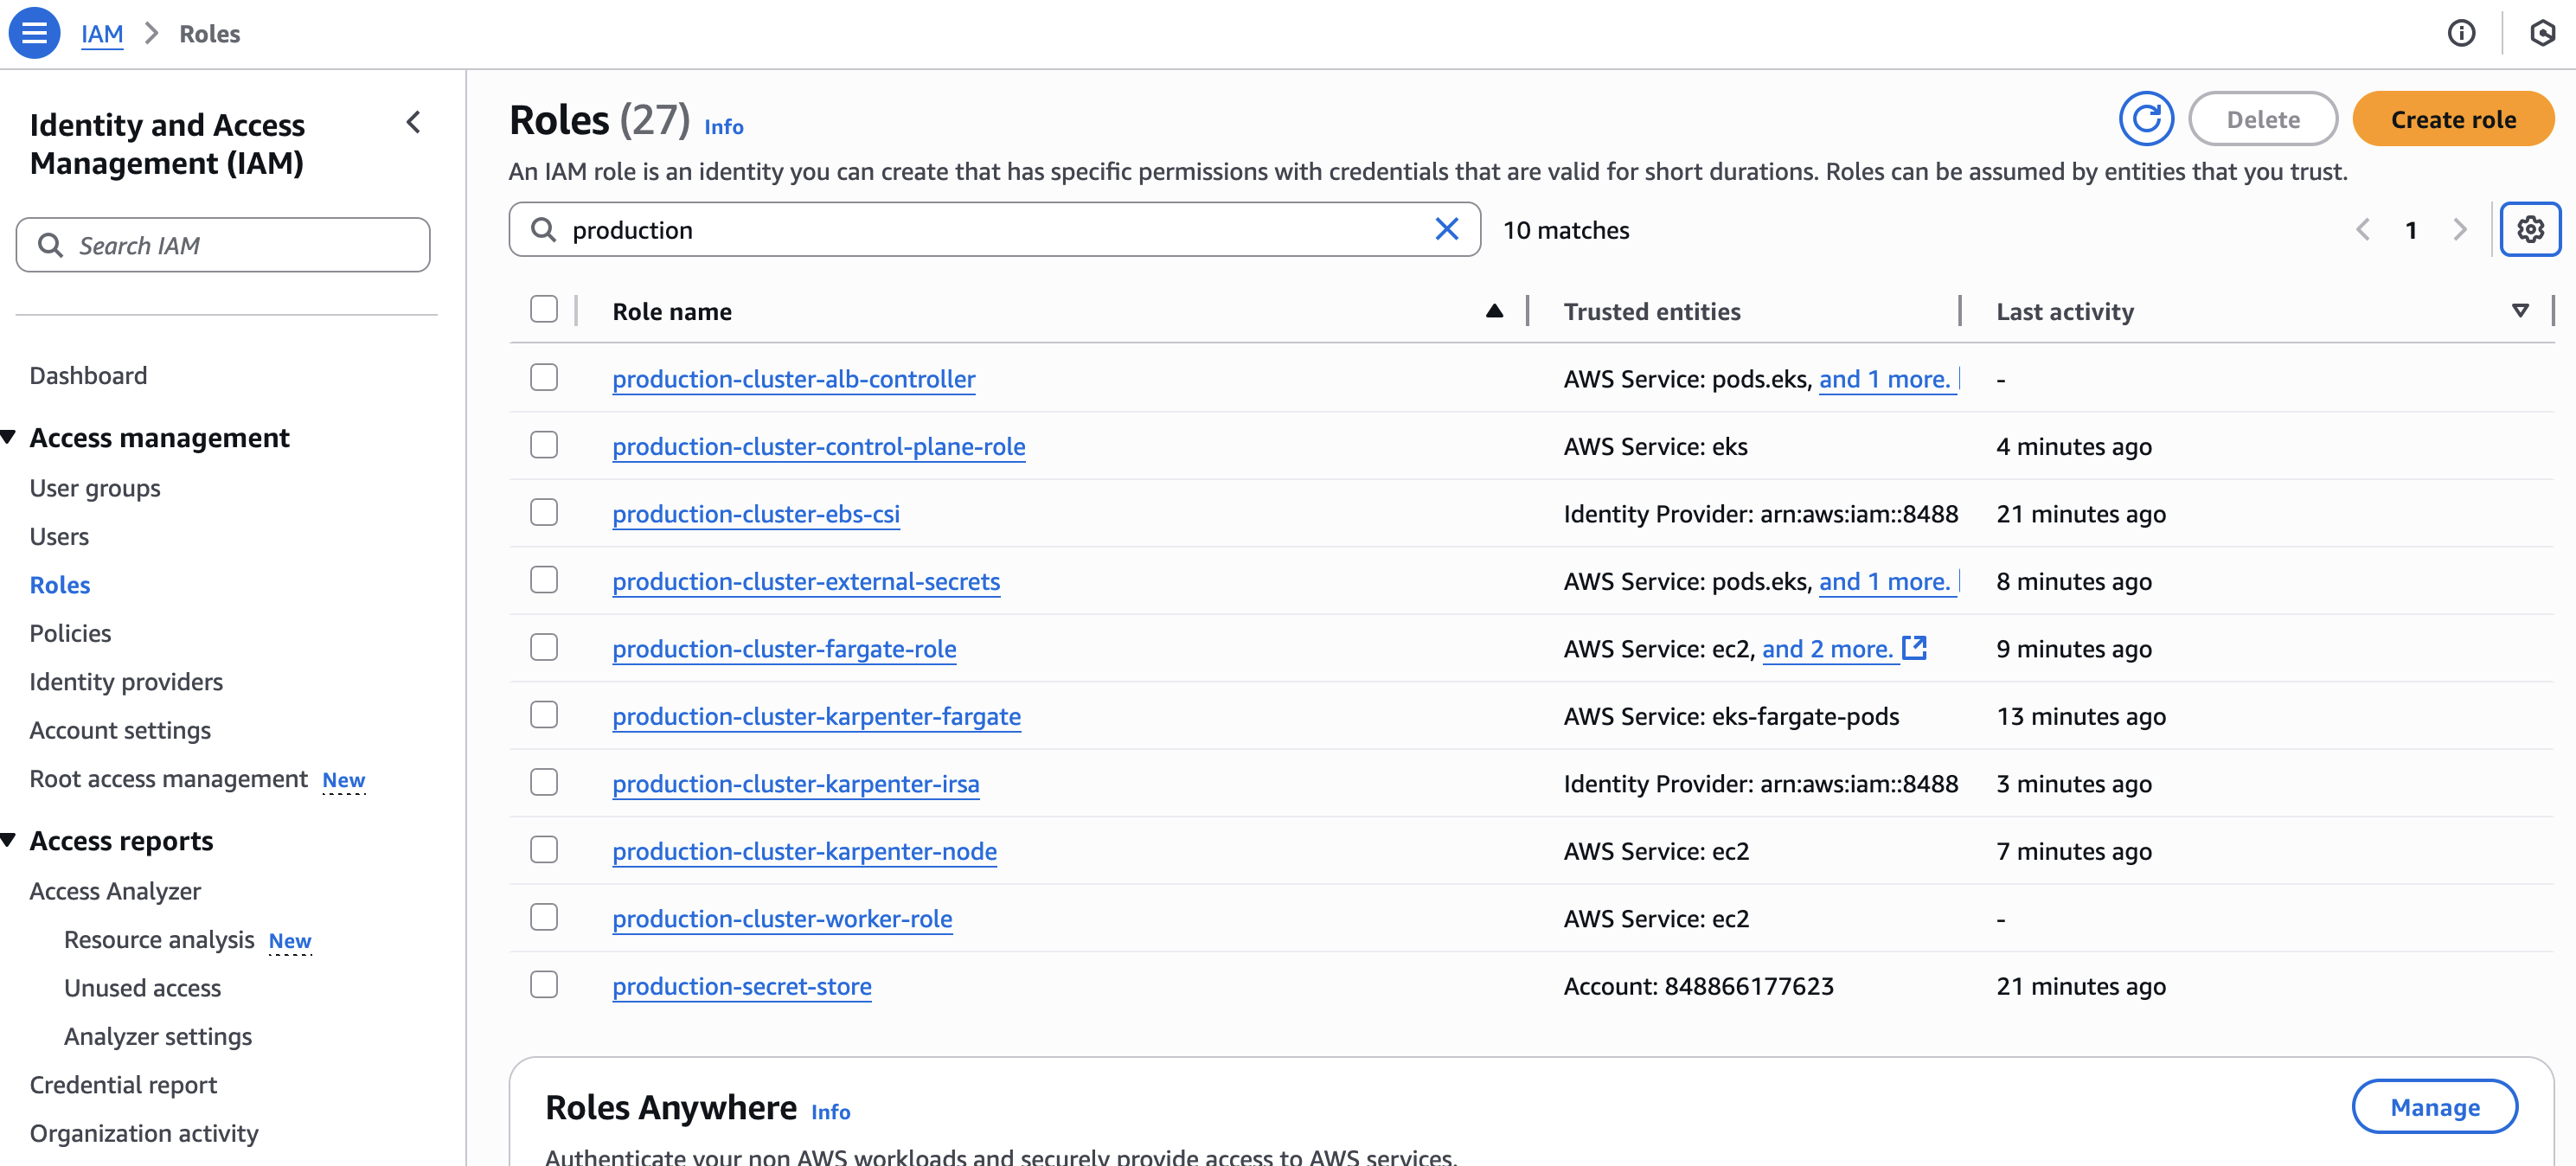 IAM > Roles
Identity and Access
Management (IAM)
Search IAM
Dashboard
Access management
User groups
Users
Roles
Policies
Identity providers
Account settings
Root access management New
Access reports
Access Analyzer
Resource analysis New
Unused access
Analyzer settings
Credential report
Organization activity
Roles (27) Info
Delete
Create role
An IAM role is an identity you can create that has specific permissions with credentials that are valid for short durations. Roles can be assumed by entities that you trust.
production
10 matches
1
Role name Trusted entities Last activity
production-cluster-alb-controller AWS Service: pods.eks, and 1 more. -
production-cluster-control-plane-role AWS Service: eks 4 minutes ago
production-cluster-ebs-csi Identity Provider: arn:aws:iam::8488 21 minutes ago
production-cluster-external-secrets AWS Service: pods.eks, and 1 more. 8 minutes ago
production-cluster-fargate-role AWS Service: ec2, and 2 more. 9 minutes ago
production-cluster-karpenter-fargate AWS Service: eks-fargate-pods 13 minutes ago
production-cluster-karpenter-irsa Identity Provider: arn:aws:iam::8488 3 minutes ago
production-cluster-karpenter-node AWS Service: ec2 7 minutes ago
production-cluster-worker-role AWS Service: ec2 -
production-secret-store Account: 848866177623 21 minutes ago
Roles Anywhere Info
Manage
Authenticate your non AWS workloads and securely provide access to AWS services.